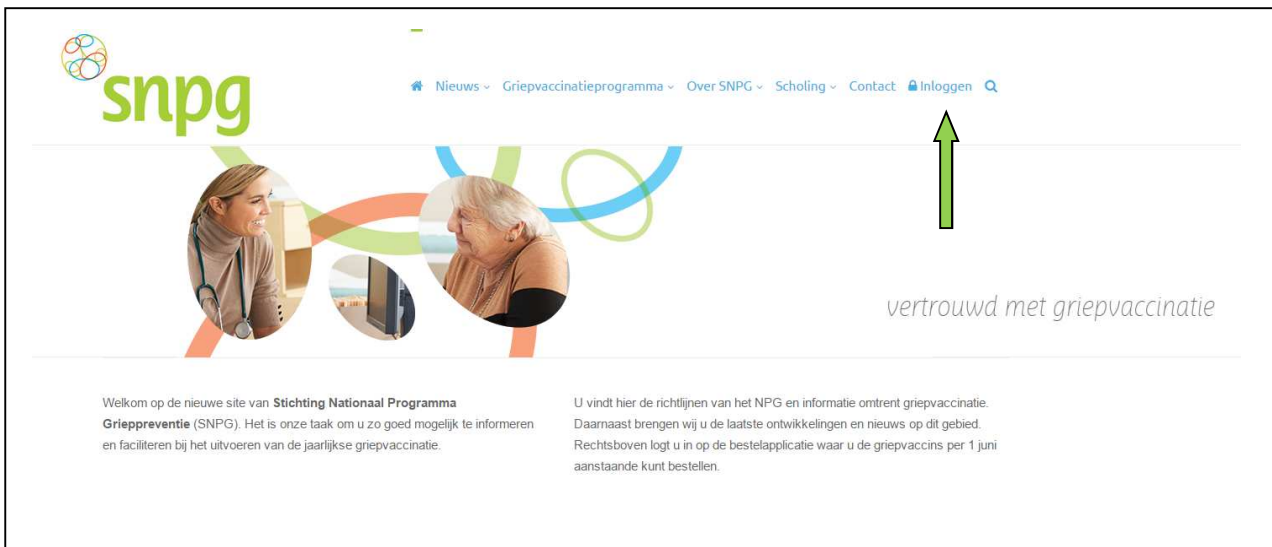 snpg
Nieuws Griepvaccinatieprogramma Over SNPG Scholing Contact Inloggen
vertrouwd met griepvaccinatie
Welkom op de nieuwe site van Stichting Nationaal Programma
Grieppreventie (SNPG). Het is onze taak om u zo goed mogelijk te informeren
en faciliteren bij het uitvoeren van de jaarlijkse griepvaccinatie.
U vindt hier de richtlijnen van het NPG en informatie omtrent griepvaccinatie.
Daarnaast brengen wij u de laatste ontwikkelingen en nieuws op dit gebied.
Rechtsboven logt u in op de bestelapplicatie waar u de griepvaccins per 1 juni
aanstaande kunt bestellen.